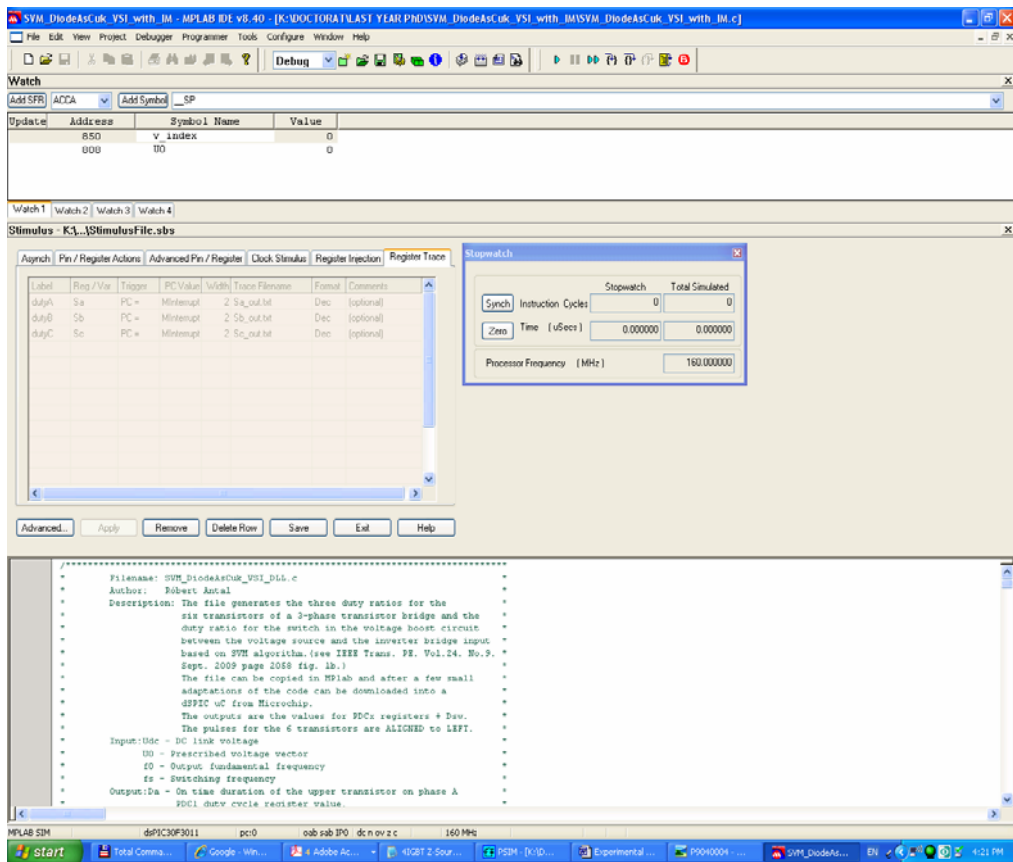 SVM_DiodeAsCuk_VSI_with_IM - MPLAB IDE v8.40 - [K:\DOCTORAT\LAST YEAR PhD\SVM_DiodeAsCuk_VSI_with_IM\SVM_DiodeAsCuk_VSI_with_IM.c]
File Edit View Project Debugger Programmer Tools Configure Window Help
Debug
Watch
Add SFR ACCA Add Symbol __SP
Update Address Symbol Name Value
850 v_index 0
808 U0 0
Watch 1 Watch 2 Watch 3 Watch 4
Stimulus - K:\...\StimulusFile.sbs
Asynch Pin / Register Actions Advanced Pin / Register Clock Stimulus Register Injection Register Trace
Label Reg / Var Trigger PC Value Width Trace Filename Format Comments
dutyA Sa PC = MInterrupt 2 Sa_out.txt Dec (optional)
dutyB Sb PC = MInterrupt 2 Sb_out.txt Dec (optional)
dutyC Sc PC = MInterrupt 2 Sc_out.txt Dec (optional)
Advanced... Apply Remove Delete Row Save Exit Help
Stopwatch
Stopwatch Total Simulated
Synch Instruction Cycles 0 0
Zero Time (uSecs) 0.000000 0.000000
Processor Frequency (MHz) 160.000000
* Filename: SVM_DiodeAsCuk_VSI_DLL.c *
* Author: Robert Antal *
* Description: The file generates the three duty ratios for the *
* six transistors of a 3-phase transistor bridge and the *
* duty ratio for the switch in the voltage boost circuit *
* between the voltage source and the inverter bridge input *
* based on SVM algorithm.(see IEEE Trans. PE. Vol.24. No.9. *
* Sept. 2009 page 2058 fig. 1b.) *
* The file can be copied in MPlab and after a few small *
* adaptations of the code can be downloaded into a *
* dSPIC uC from Microchip. *
* The outputs are the values for PDCx registers + Dsw. *
* The pulses for the 6 transistors are ALIGNED to LEFT. *
* Input:Udc - DC link voltage *
* U0 - Prescribed voltage vector *
* f0 - Output fundamental frequency *
* fs - Switching frequency *
* Output:Da - On time duration of the upper transistor on phase A *
* PDC1 duty cycle register value. *
MPLAB SIM dsPIC30F3011 pc:0 oab sab IP0 dc n ov z c 160 MHz
start Total Comma... Google - Win... 4 Adobe Ac... 4IGBT Z-Sour... PSIM - [K:\D... Experimental ... P9040004 - ... SVM_DiodeAs... EN 4:21 PM